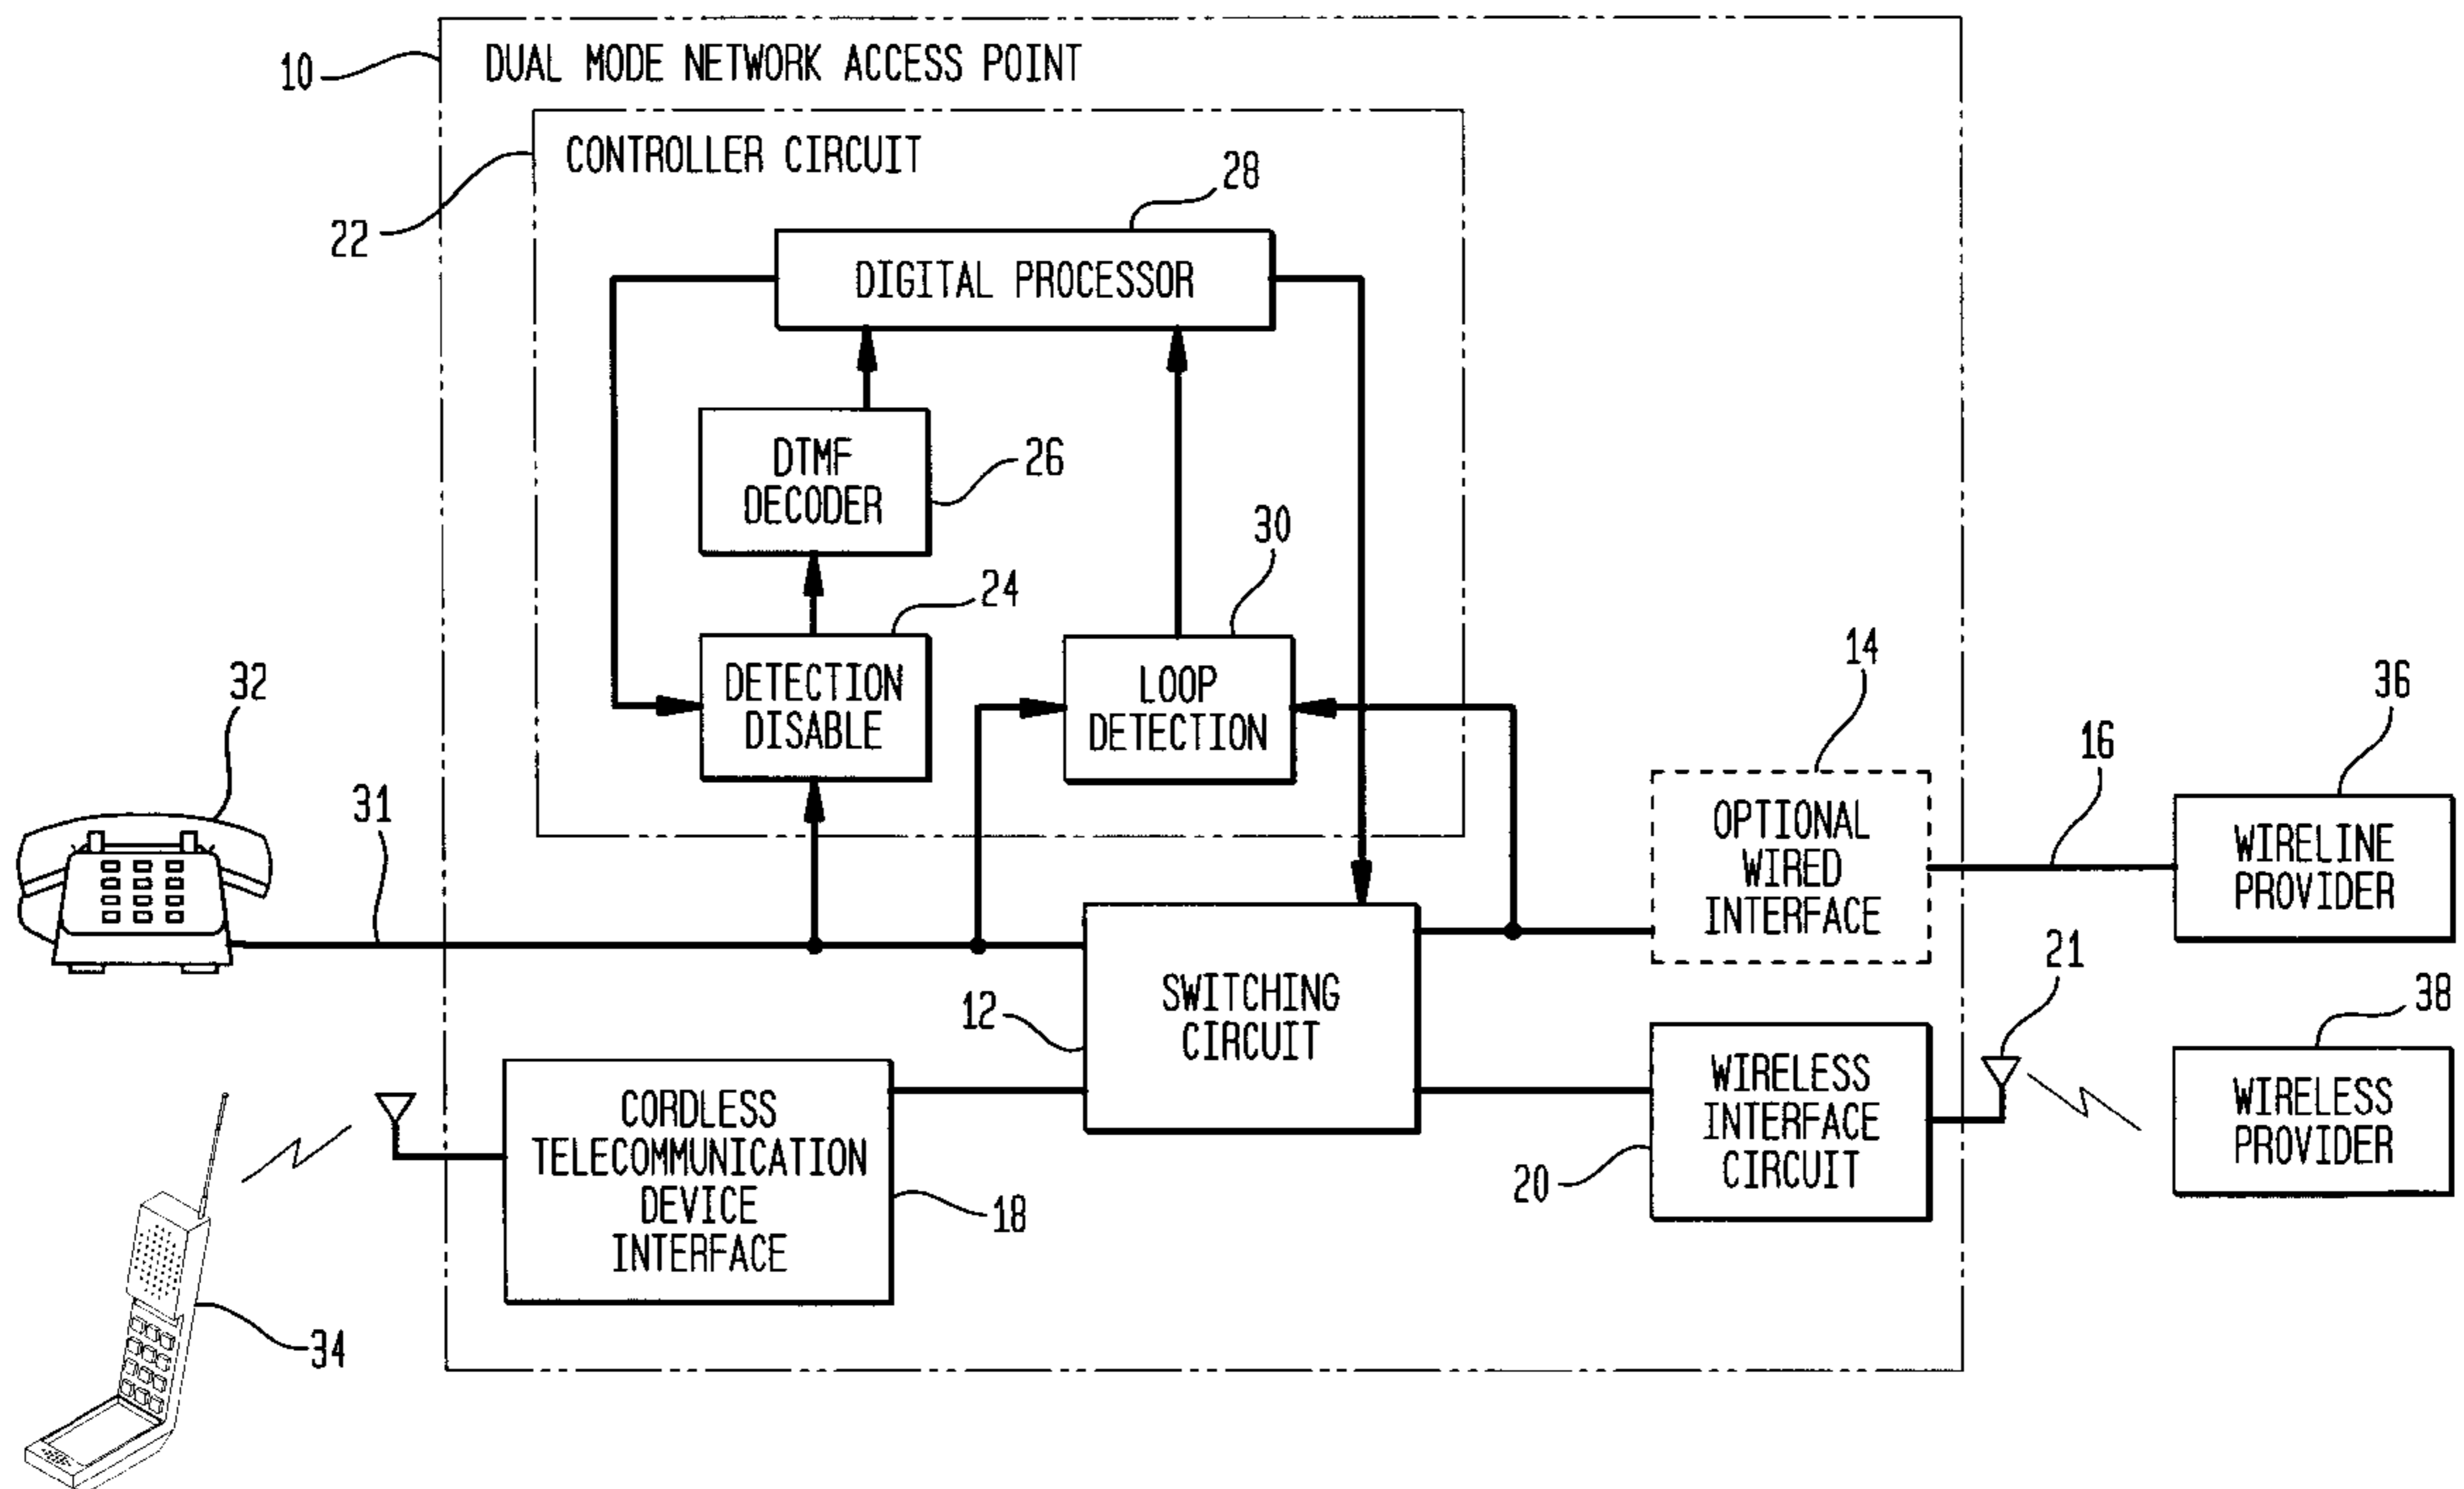 10
DUAL MODE NETWORK ACCESS POINT
22
CONTROLLER CIRCUIT
28
DIGITAL PROCESSOR
DTMF
DECODER
26
30
24
DETECTION
DISABLE
LOOP
DETECTION
14
32
31
OPTIONAL
WIRED
INTERFACE
16
36
WIRELINE
PROVIDER
12
SWITCHING
CIRCUIT
21
38
CORDLESS
TELECOMMUNICATION
DEVICE
INTERFACE
18
20
WIRELESS
INTERFACE
CIRCUIT
WIRELESS
PROVIDER
34